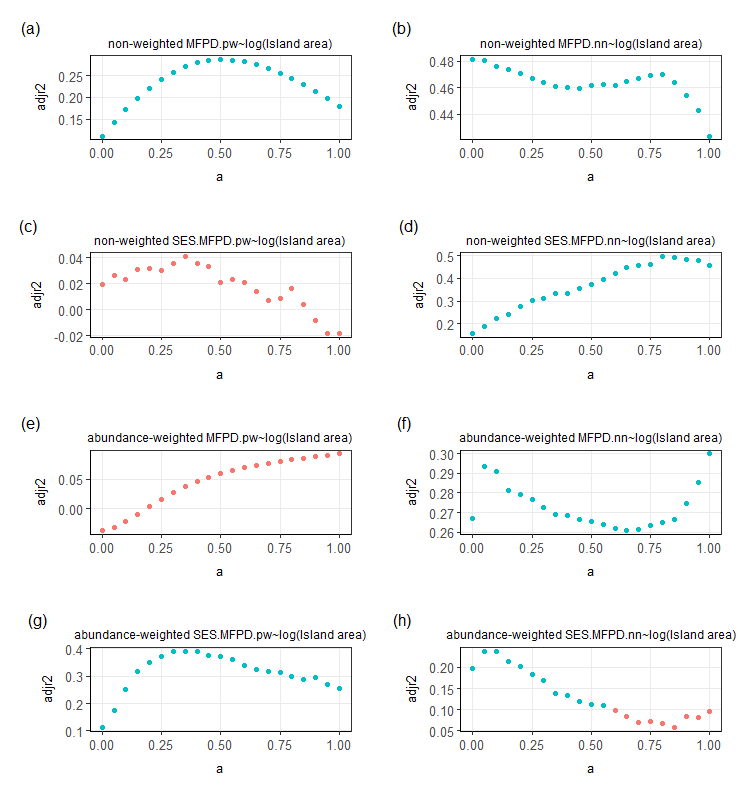 (a)
non-weighted MFPD.pw~log(Island area)
adjr2
0.25
0.20
0.15
0.00 0.25 0.50 0.75 1.00
a
(b)
non-weighted MFPD.nn~log(Island area)
adjr2
0.48
0.46
0.44
0.00 0.25 0.50 0.75 1.00
a
(c)
non-weighted SES.MFPD.pw~log(Island area)
adjr2
0.04
0.02
0.00
-0.02
0.00 0.25 0.50 0.75 1.00
a
(d)
non-weighted SES.MFPD.nn~log(Island area)
adjr2
0.5
0.4
0.3
0.2
0.00 0.25 0.50 0.75 1.00
a
(e)
abundance-weighted MFPD.pw~log(Island area)
adjr2
0.05
0.00
0.00 0.25 0.50 0.75 1.00
a
(f)
abundance-weighted MFPD.nn~log(Island area)
adjr2
0.30
0.29
0.28
0.27
0.26
0.00 0.25 0.50 0.75 1.00
a
(g)
abundance-weighted SES.MFPD.pw~log(Island area)
adjr2
0.4
0.3
0.2
0.1
0.00 0.25 0.50 0.75 1.00
a
(h)
abundance-weighted SES.MFPD.nn~log(Island area)
adjr2
0.20
0.15
0.10
0.05
0.00 0.25 0.50 0.75 1.00
a